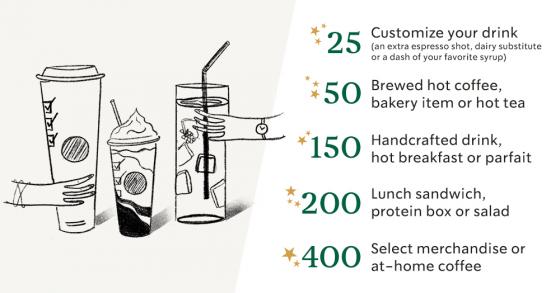 25 Customize your drink
(an extra espresso shot, dairy substitute
or a dash of your favorite syrup)
50 Brewed hot coffee,
bakery item or hot tea
150 Handcrafted drink,
hot breakfast or parfait
200 Lunch sandwich,
protein box or salad
400 Select merchandise or
at-home coffee